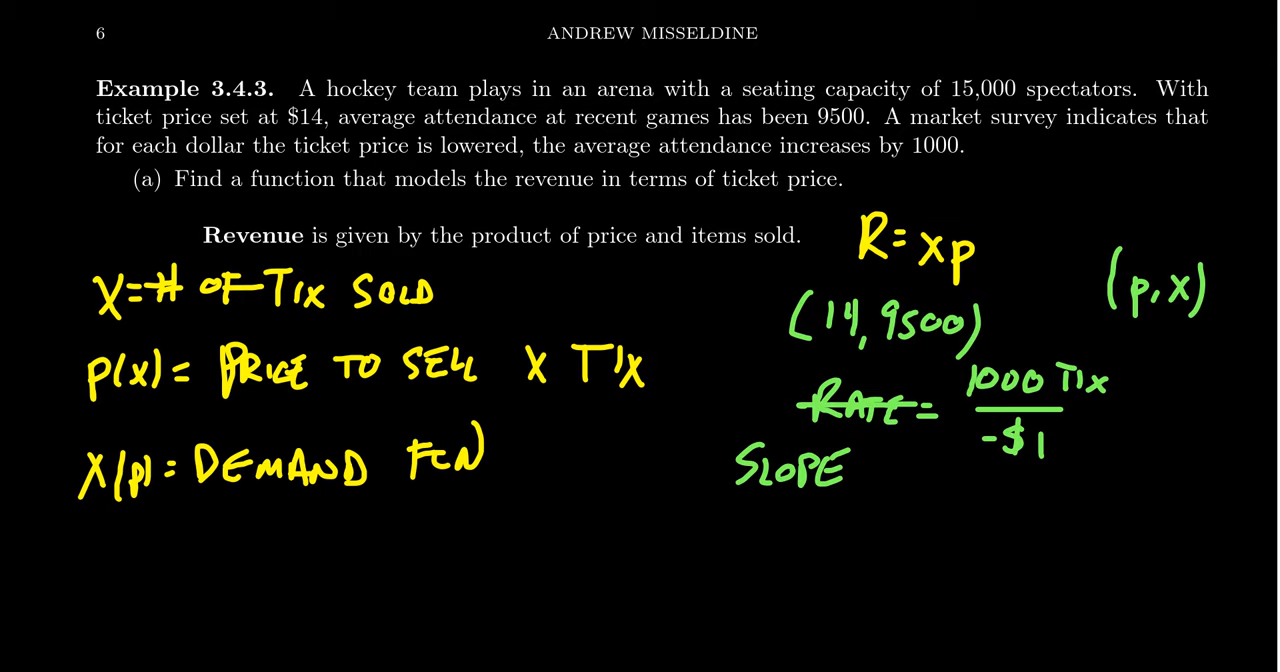 6
ANDREW MISSELDINE
Example 3.4.3. A hockey team plays in an arena with a seating capacity of 15,000 spectators. With
ticket price set at $14, average attendance at recent games has been 9500. A market survey indicates that
for each dollar the ticket price is lowered, the average attendance increases by 1000.
(a) Find a function that models the revenue in terms of ticket price.
Revenue is given by the product of price and items sold.
R = xp
(p, x)
X = # OF TIX SOLD
(14, 9500)
P(x) = PRICE TO SELL X TIX
RATE = 1000 TIX
-$1
X(p) = DEMAND FCN
SLOPE